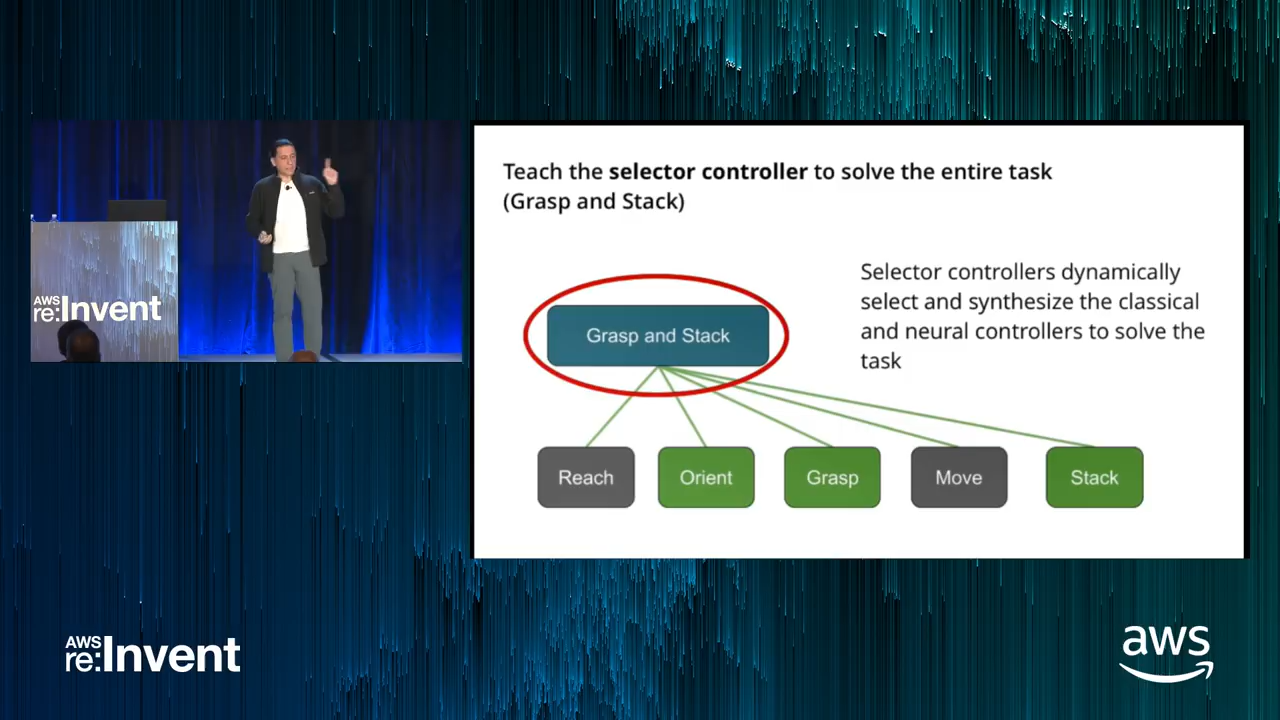 AWS
re:Invent
Teach the selector controller to solve the entire task
(Grasp and Stack)
Selector controllers dynamically
select and synthesize the classical
and neural controllers to solve the
task
Grasp and Stack
Reach
Orient
Grasp
Move
Stack
AWS
re:Invent
aws